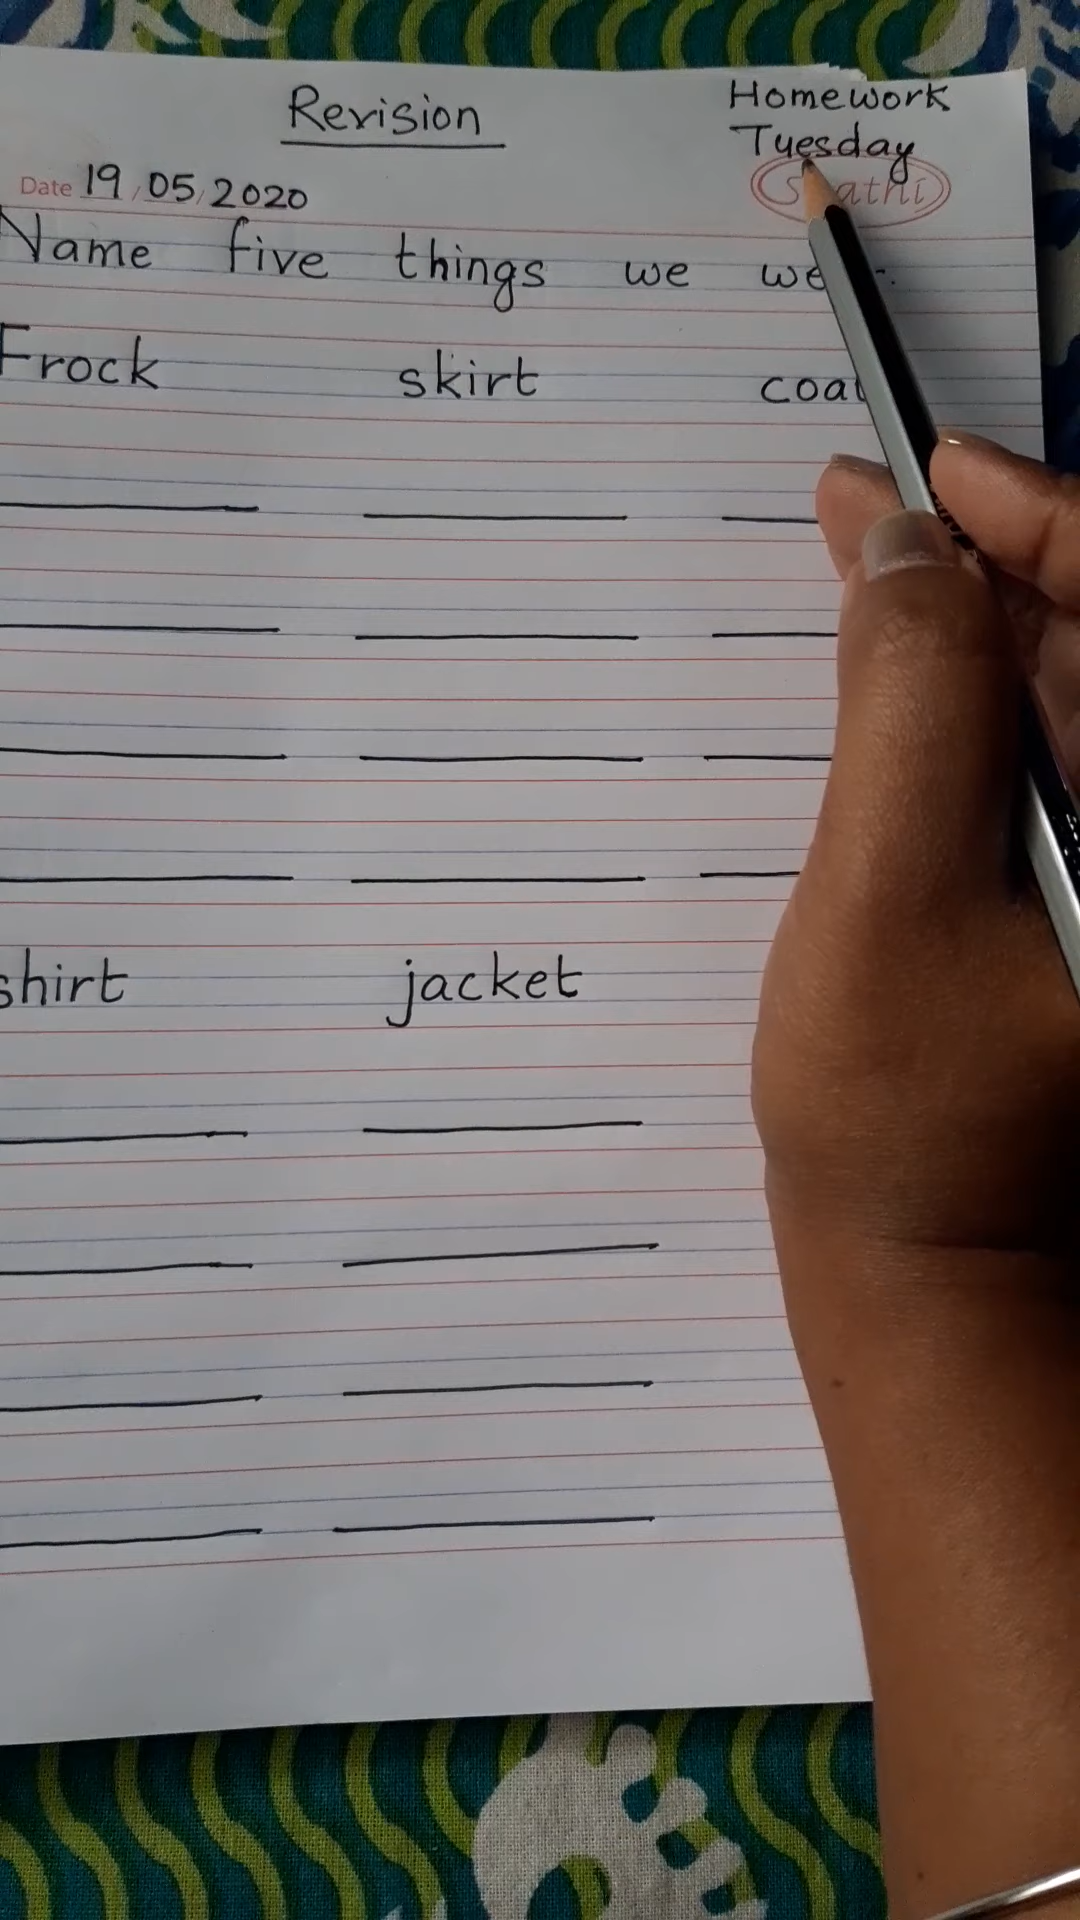 Homework
Revision
Tuesday
Date 19/05/2020
Name five things we
Frock skirt
shirt jacket